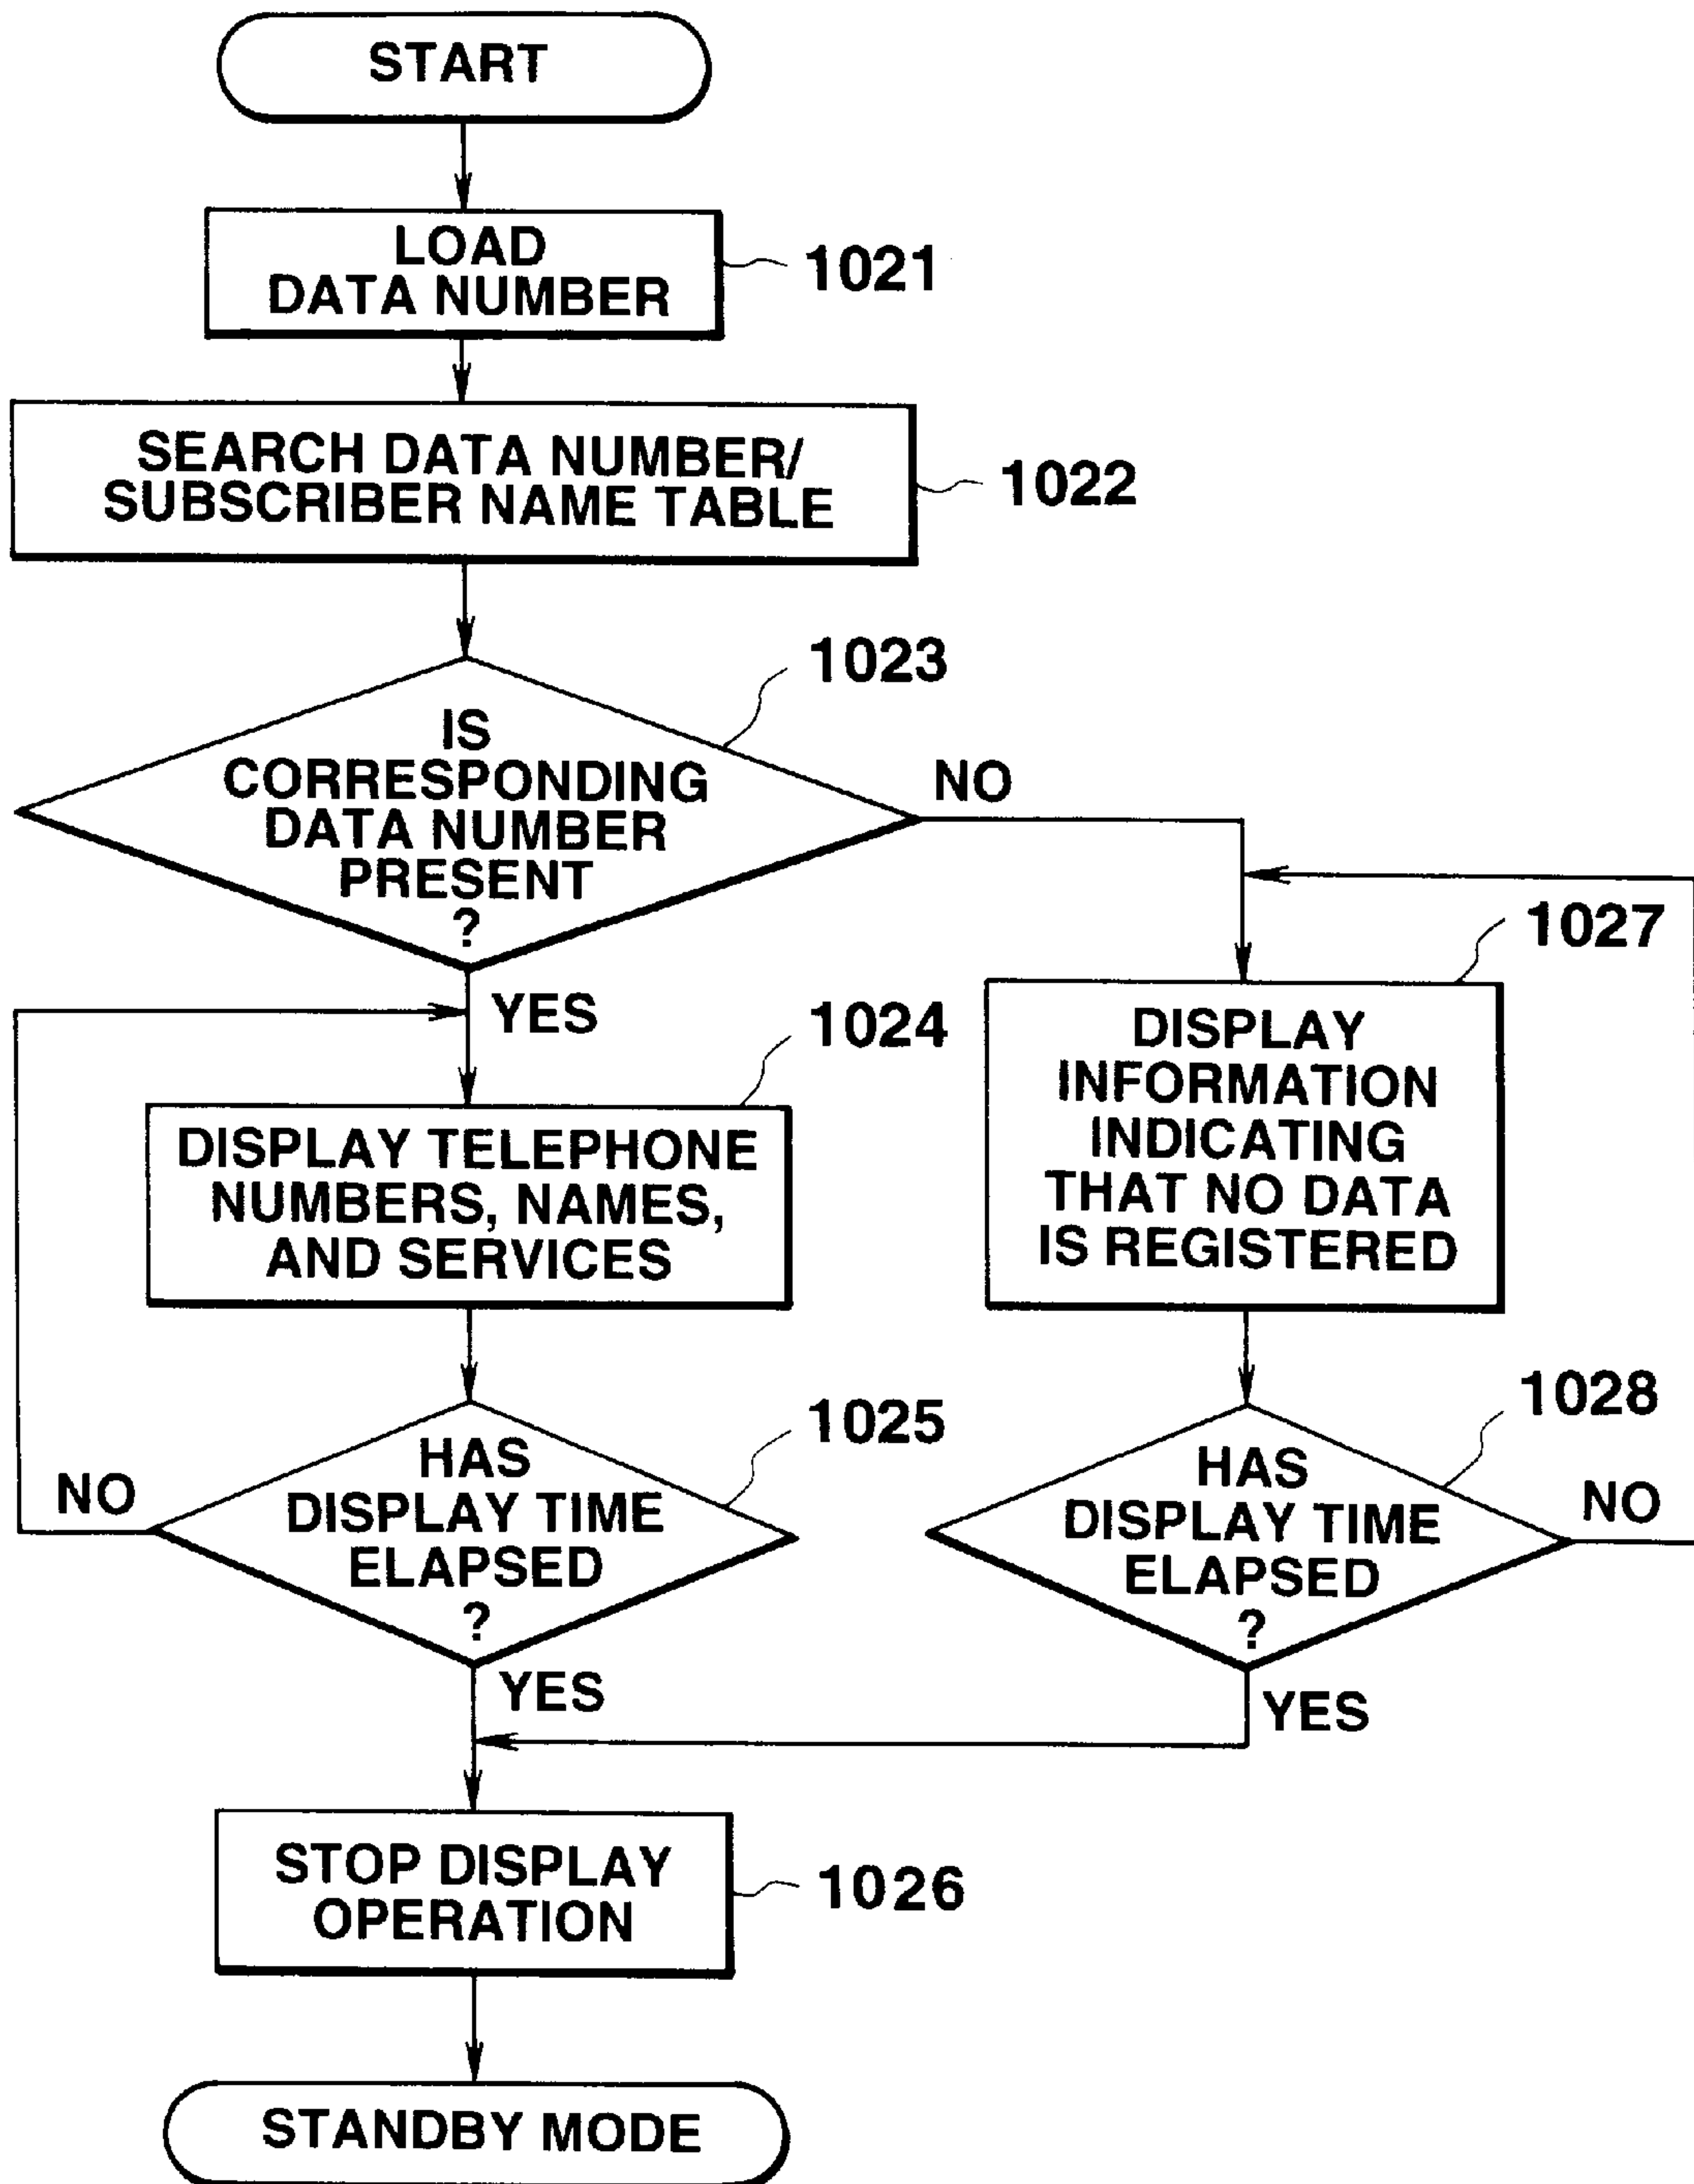 START
LOAD
DATA NUMBER
1021
SEARCH DATA NUMBER/
SUBSCRIBER NAME TABLE
1022
1023
IS
CORRESPONDING
DATA NUMBER
PRESENT
?
NO
YES
1024
DISPLAY TELEPHONE
NUMBERS, NAMES,
AND SERVICES
1027
DISPLAY
INFORMATION
INDICATING
THAT NO DATA
IS REGISTERED
1025
HAS
DISPLAY TIME
ELAPSED
?
NO
YES
1028
HAS
DISPLAY TIME
ELAPSED
?
NO
YES
STOP DISPLAY
OPERATION
1026
STANDBY MODE